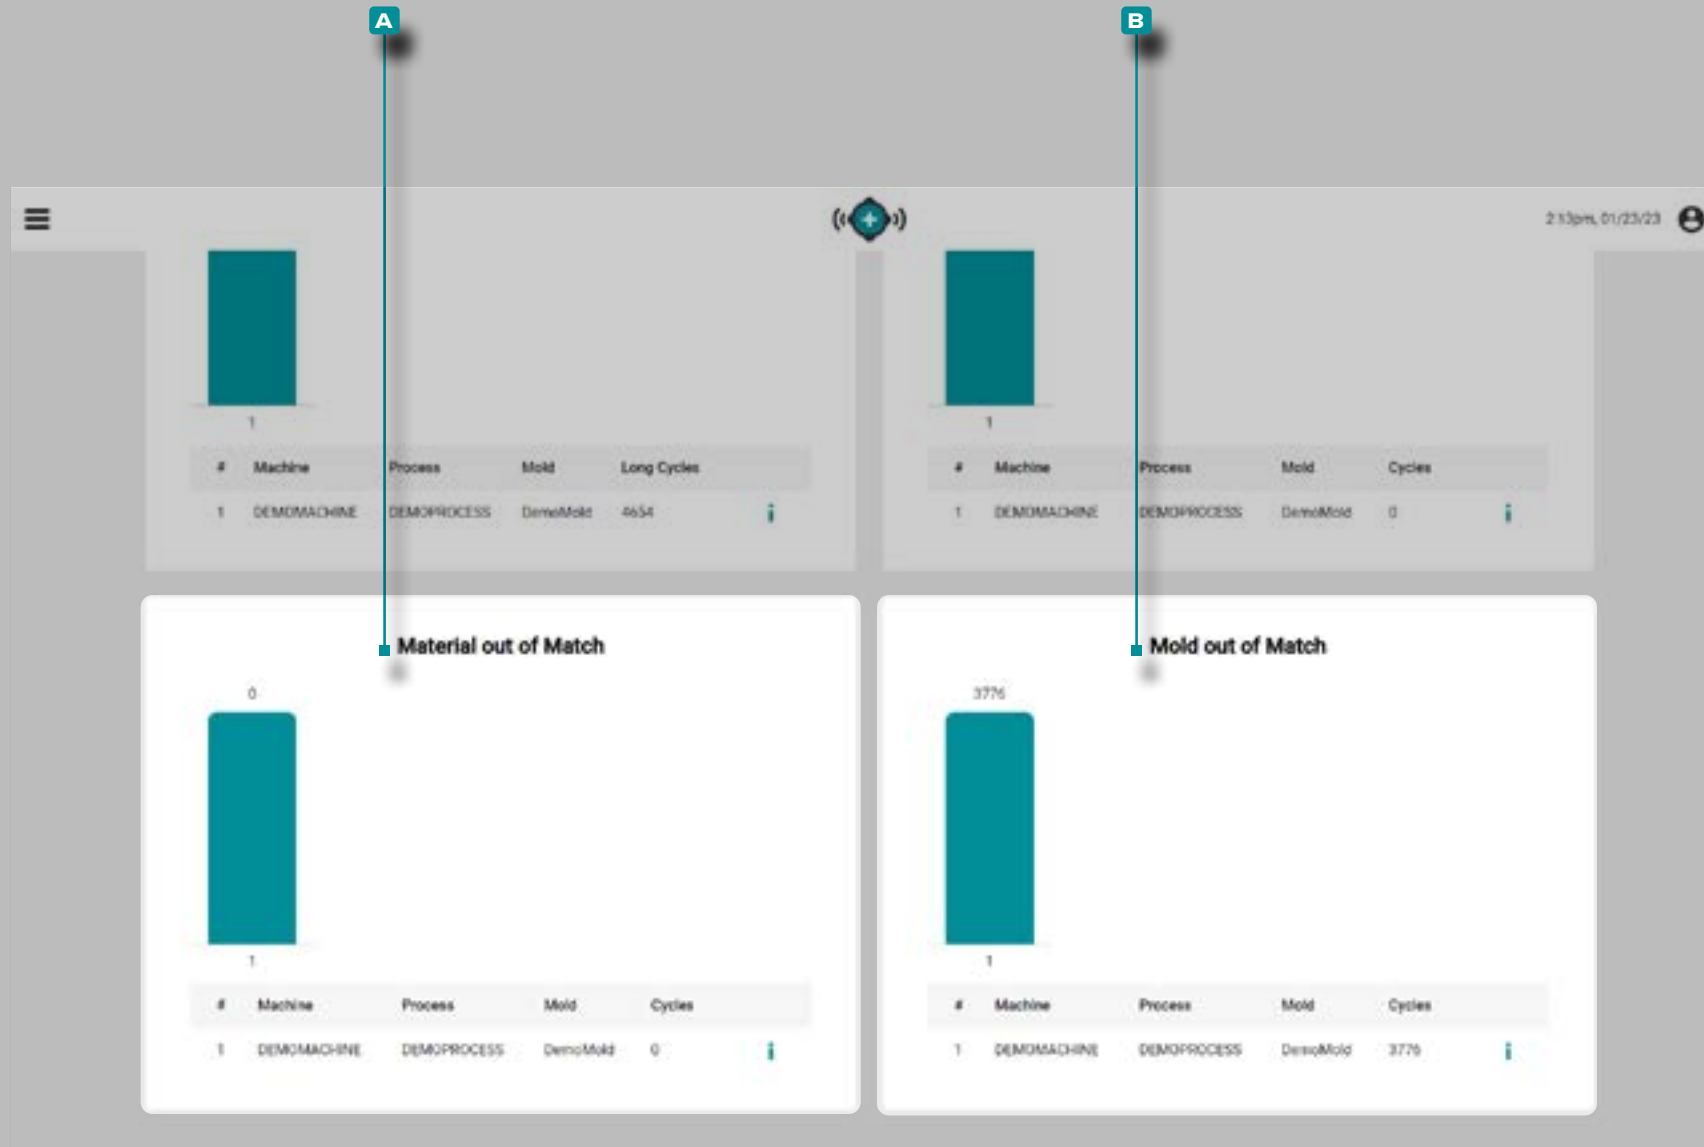 A B
2:13pm, 01/23/23
1
# Machine Process Mold Long Cycles
1 DEMOMACHINE DEMOPROCESS DemoMold 4654
1
# Machine Process Mold Cycles
1 DEMOMACHINE DEMOPROCESS DemoMold 0
Material out of Match
0
1
# Machine Process Mold Cycles
1 DEMOMACHINE DEMOPROCESS DemoMold 0
Mold out of Match
3776
1
# Machine Process Mold Cycles
1 DEMOMACHINE DEMOPROCESS DemoMold 3776